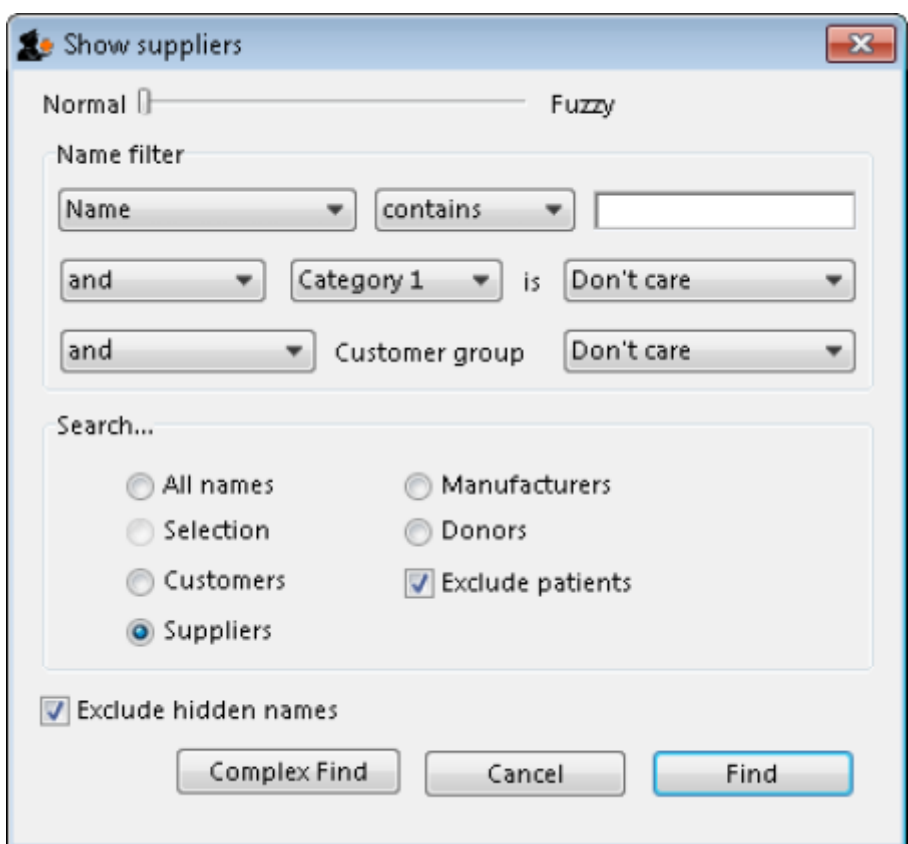 Show suppliers
Normal Fuzzy
Name filter
Name contains
and Category 1 is Don't care
and Customer group Don't care
Search...
All names Manufacturers
Selection Donors
Customers Exclude patients
Suppliers
Exclude hidden names
Complex Find Cancel Find